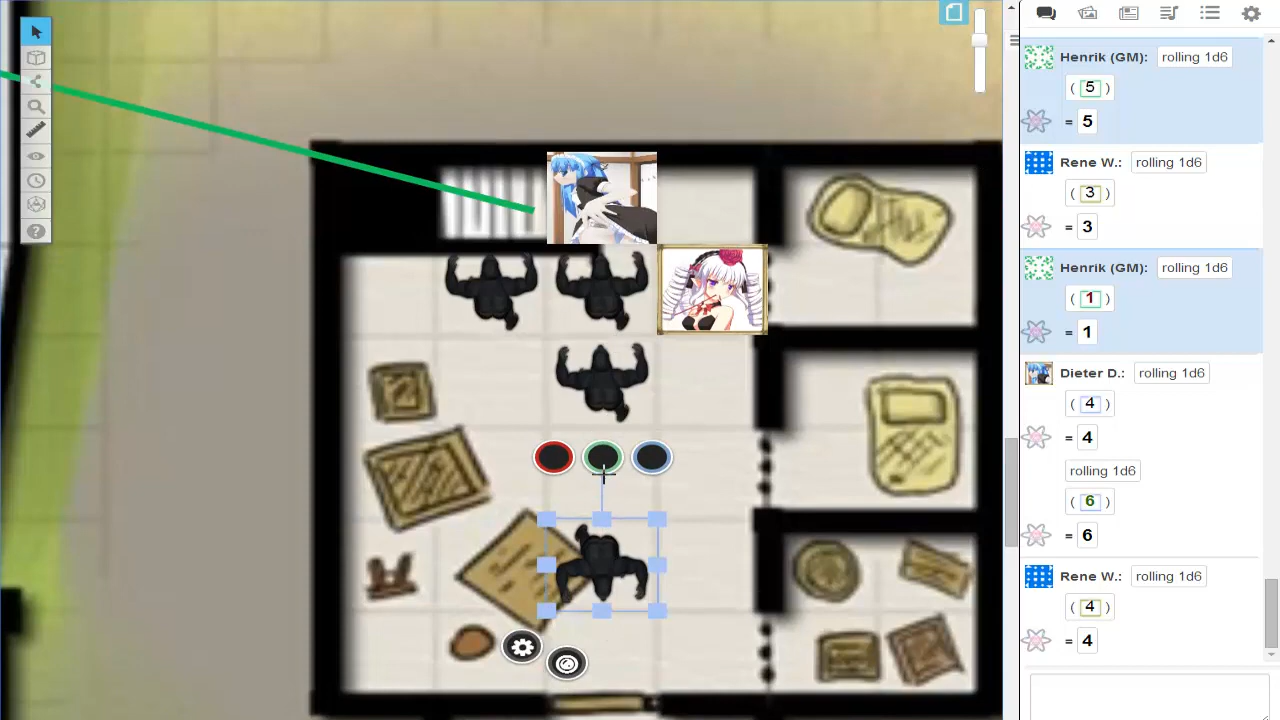 Henrik (GM): rolling 1d6
( 5 )
= 5
Rene W.: rolling 1d6
( 3 )
= 3
Henrik (GM): rolling 1d6
( 1 )
= 1
Dieter D.: rolling 1d6
( 4 )
= 4
rolling 1d6
( 6 )
= 6
Rene W.: rolling 1d6
( 4 )
= 4